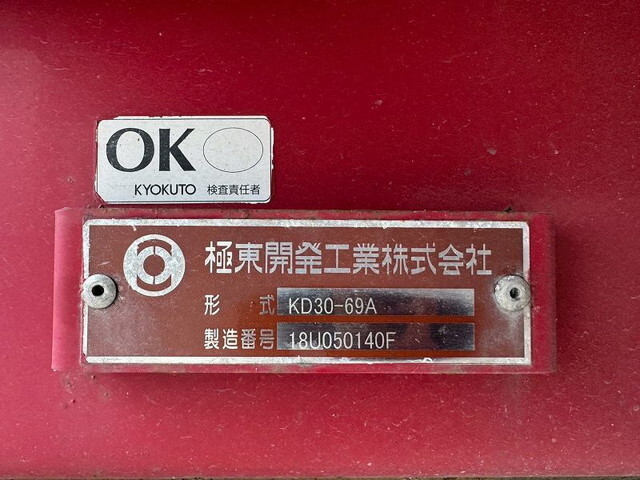 OK
KYOKUTO 検査責任者
極東開発工業株式会社
形式 KD30-69A
製造番号 18U050140F